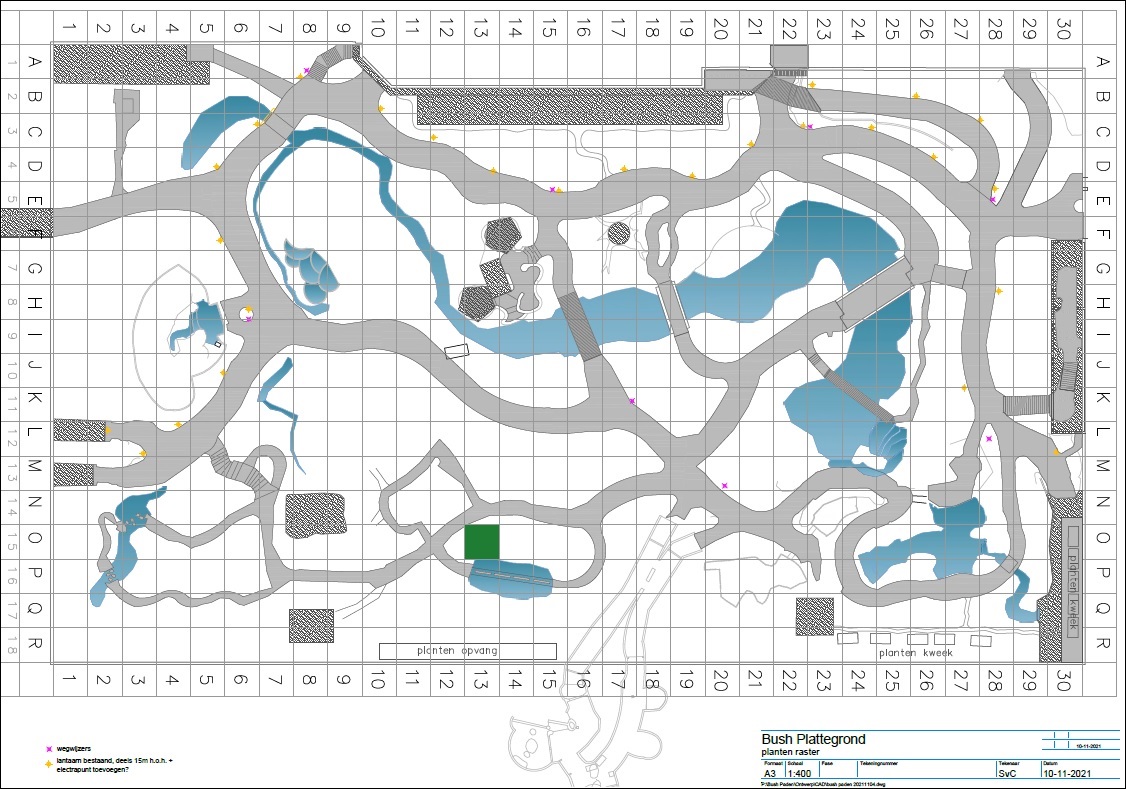 1 2 3 4 5 6 7 8 9 10 11 12 13 14 15 16 17 18 19 20 21 22 23 24 25 26 27 28 29 30
1 A A
2 B B
3 C C
4 D D
5 E E
6 F F
7 G G
8 H H
9 I I
10 J J
11 K K
12 L L
13 M M
14 N N
15 O O
16 P P
17 Q Q
18 R R
planten kweek
planten opvang
planten kweek
1 2 3 4 5 6 7 8 9 10 11 12 13 14 15 16 17 18 19 20 21 22 23 24 25 26 27 28 29 30
wegwijzers
lantaarn bestaand, deels 15m h.o.h. +
electrapunt toevoegen?
Bush Plattegrond
planten raster
10-11-2021
Formaat Schaal Fase Tekeningnummer Tekenaar Datum
A3 1:400 SvC 10-11-2021
P:\Bush Paden\Ontwerp\CAD\bush paden 20211104.dwg